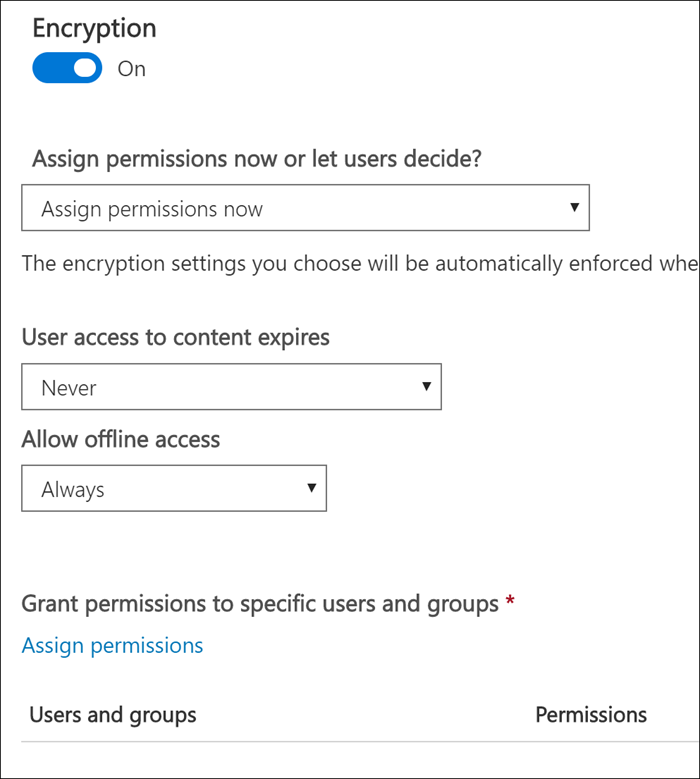 Encryption
On
Assign permissions now or let users decide?
Assign permissions now
The encryption settings you choose will be automatically enforced whe
User access to content expires
Never
Allow offline access
Always
Grant permissions to specific users and groups *
Assign permissions
Users and groups Permissions